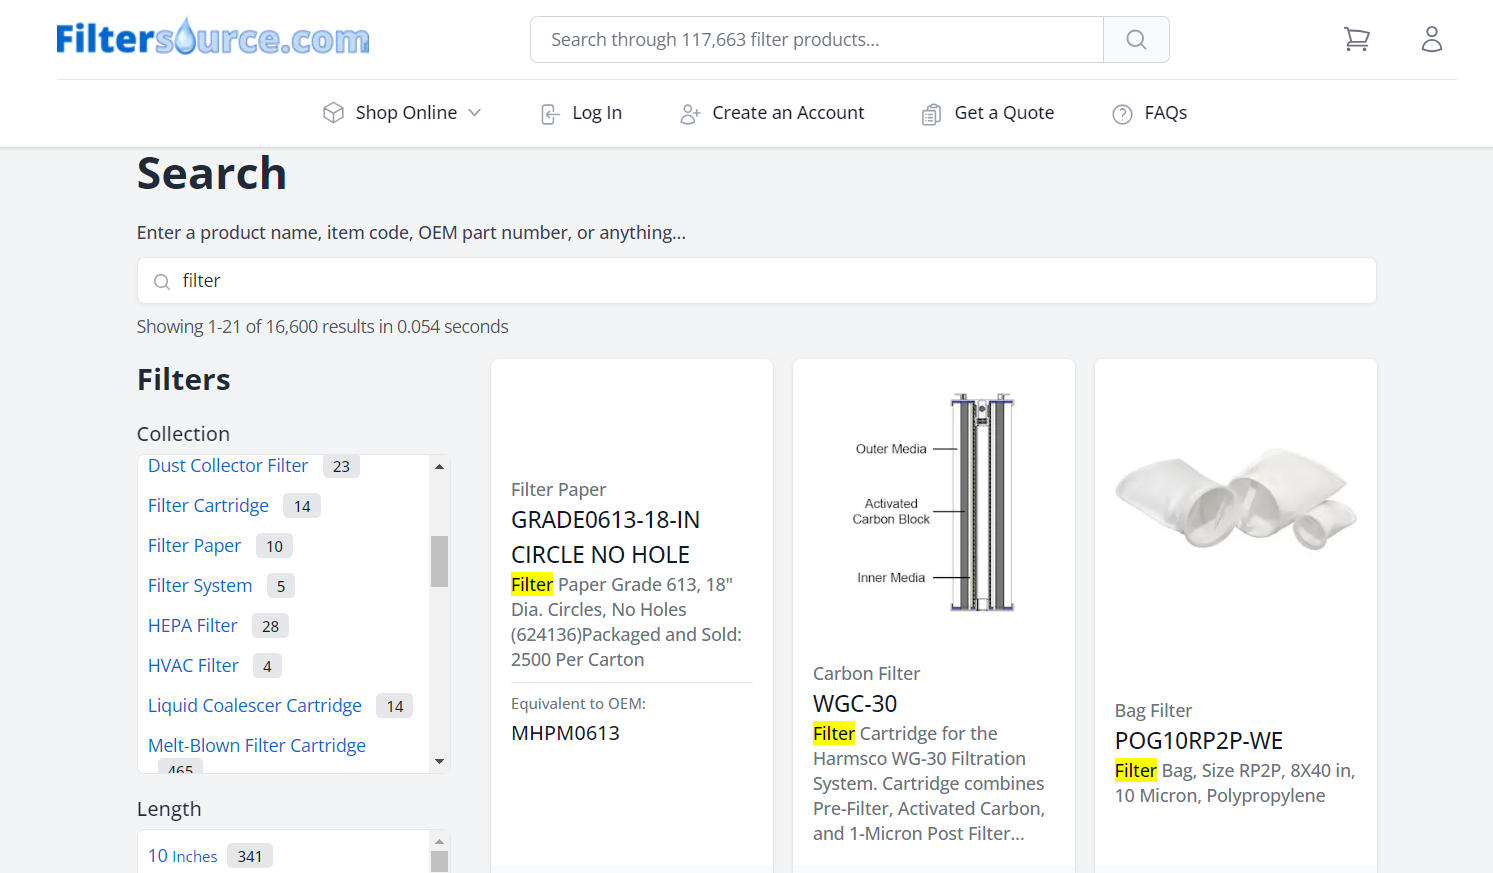 Filtersource.com
Search through 117,663 filter products...
Shop Online
Log In
Create an Account
Get a Quote
FAQs
Search
Enter a product name, item code, OEM part number, or anything...
filter
Showing 1-21 of 16,600 results in 0.054 seconds
Filters
Collection
Dust Collector Filter 23
Filter Cartridge 14
Filter Paper 10
Filter System 5
HEPA Filter 28
HVAC Filter 4
Liquid Coalescer Cartridge 14
Melt-Blown Filter Cartridge
465
Length
10 Inches 341
Filter Paper
GRADE0613-18-IN
CIRCLE NO HOLE
Filter Paper Grade 613, 18"
Dia. Circles, No Holes
(624136)Packaged and Sold:
2500 Per Carton
Equivalent to OEM:
MHPM0613
Outer Media
Activated
Carbon Block
Inner Media
Carbon Filter
WGC-30
Filter Cartridge for the
Harmsco WG-30 Filtration
System. Cartridge combines
Pre-Filter, Activated Carbon,
and 1-Micron Post Filter...
Bag Filter
POG10RP2P-WE
Filter Bag, Size RP2P, 8X40 in,
10 Micron, Polypropylene